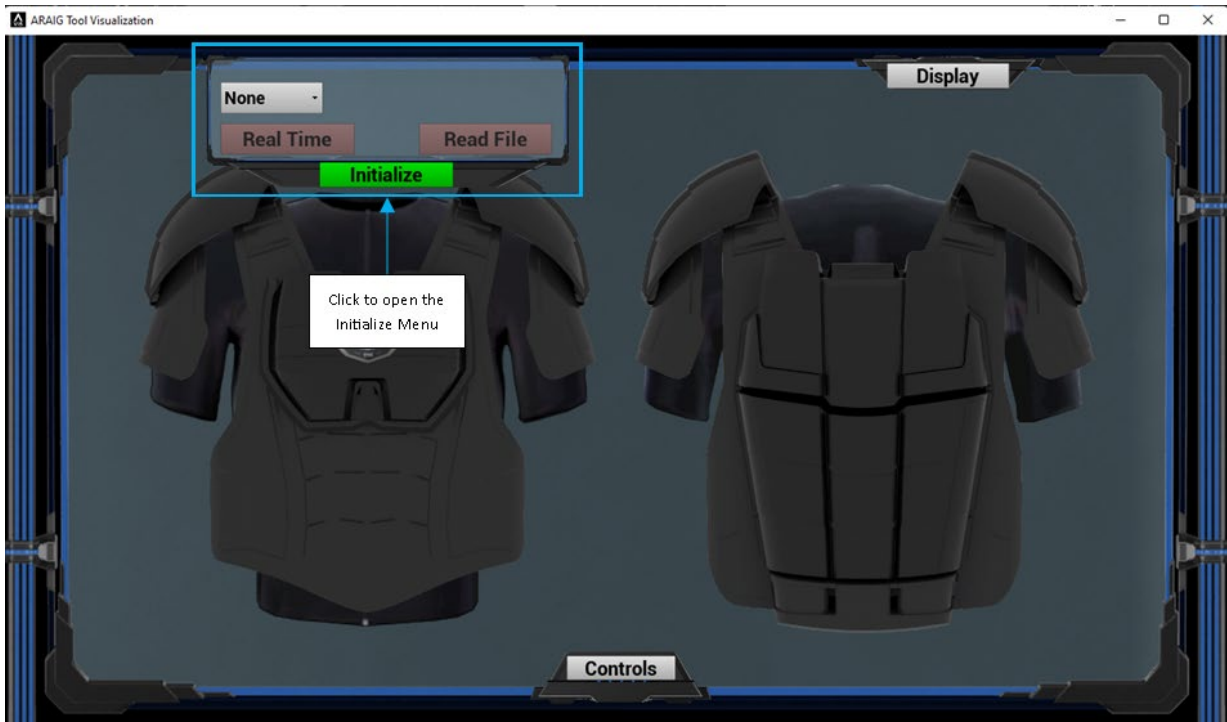 ARAIG Tool Visualization
Display
None
Real Time
Read File
Initialize
Click to open the
Initialize Menu
Controls